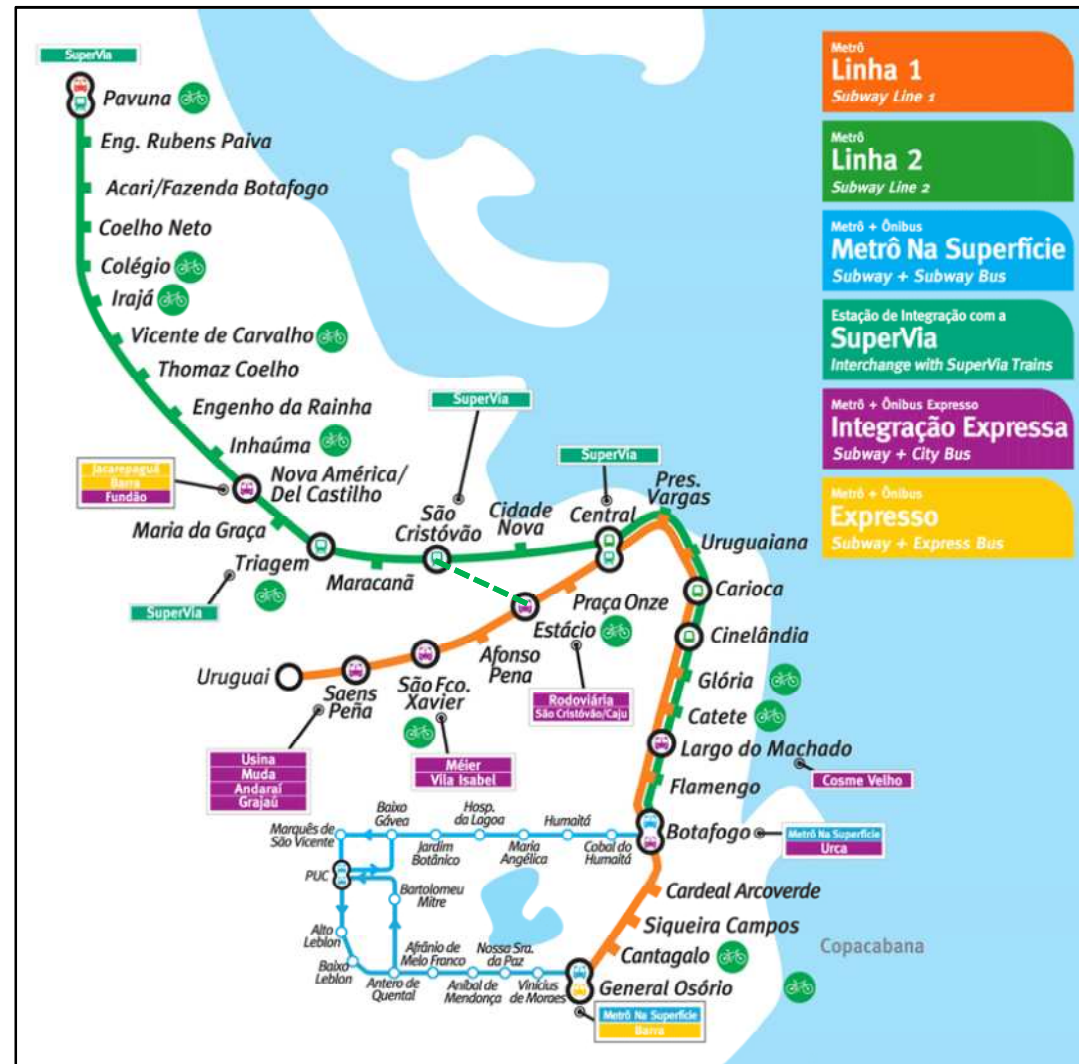 SuperVia
Pavuna
Eng. Rubens Paiva
Acari/Fazenda Botafogo
Coelho Neto
Colégio
Irajá
Vicente de Carvalho
Thomaz Coelho
Engenho da Rainha
Inhaúma
Nova América/
Del Castilho
Jacarepaguá
Barra
Fundão
Maria da Graça
Triagem
SuperVia
Maracanã
São
Cristóvão
SuperVia
Cidade
Nova
Central
SuperVia
Pres.
Vargas
Uruguaiana
Carioca
Cinelândia
Glória
Catete
Largo do Machado
Cosme Velho
Flamengo
Botafogo
Metrô Na Superfície
Urca
Praça Onze
Estácio
Rodoviária
São Cristóvão/Caju
Afonso
Pena
São Fco.
Xavier
Méier
Vila Isabel
Saens
Peña
Usina
Muda
Andaraí
Grajaú
Uruguai
Cardeal Arcoverde
Siqueira Campos
Cantagalo
General Osório
Metrô Na Superfície
Barra
Copacabana
Cobal do
Humaitá
Humaitá
Maria
Angélica
Hosp.
da Lagoa
Jardim
Botânico
Baixo
Gávea
Marquês de
São Vicente
PUC
Bartolomeu
Mitre
Alto
Leblon
Baixo
Leblon
Antero de
Quental
Afrânio de
Melo Franco
Aníbal de
Mendonça
Nossa Sra.
da Paz
Vinícius
de Moraes
Metrô
Linha 1
Subway Line 1
Metrô
Linha 2
Subway Line 2
Metrô + Ônibus
Metrô Na Superfície
Subway + Subway Bus
Estação de Integração com a
SuperVia
Interchange with SuperVia Trains
Metrô + Ônibus Expresso
Integração Expressa
Subway + City Bus
Metrô + Ônibus
Expresso
Subway + Express Bus